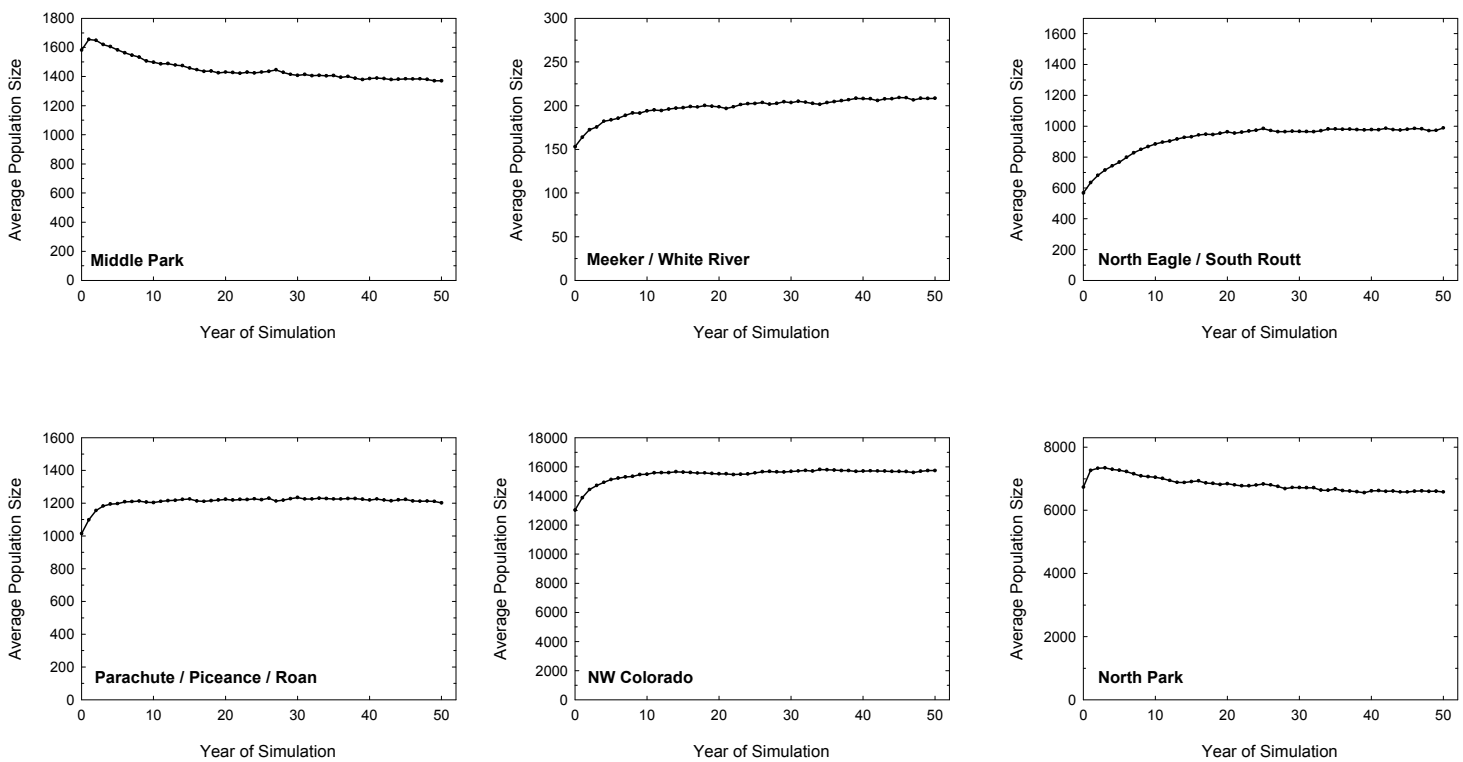 Average Population Size
1800
1600
1400
1200
1000
800
600
400
200
0
Middle Park
0 10 20 30 40 50
Year of Simulation
Average Population Size
300
250
200
150
100
50
0
Meeker / White River
0 10 20 30 40 50
Year of Simulation
Average Population Size
1600
1400
1200
1000
800
600
400
200
0
North Eagle / South Routt
0 10 20 30 40 50
Year of Simulation
Average Population Size
1600
1400
1200
1000
800
600
400
200
0
Parachute / Piceance / Roan
0 10 20 30 40 50
Year of Simulation
Average Population Size
18000
16000
14000
12000
10000
8000
6000
4000
2000
0
NW Colorado
0 10 20 30 40 50
Year of Simulation
Average Population Size
8000
6000
4000
2000
0
North Park
0 10 20 30 40 50
Year of Simulation